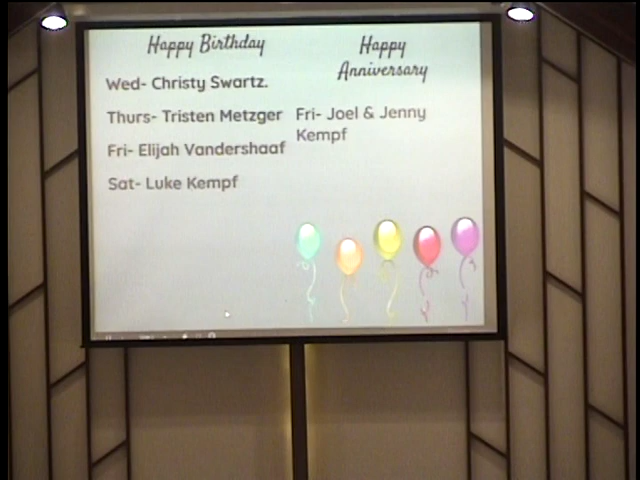 Happy Birthday
Wed- Christy Swartz.
Thurs- Tristen Metzger
Fri- Elijah Vandershaaf
Sat- Luke Kempf
Happy
Anniversary
Fri- Joel & Jenny
Kempf